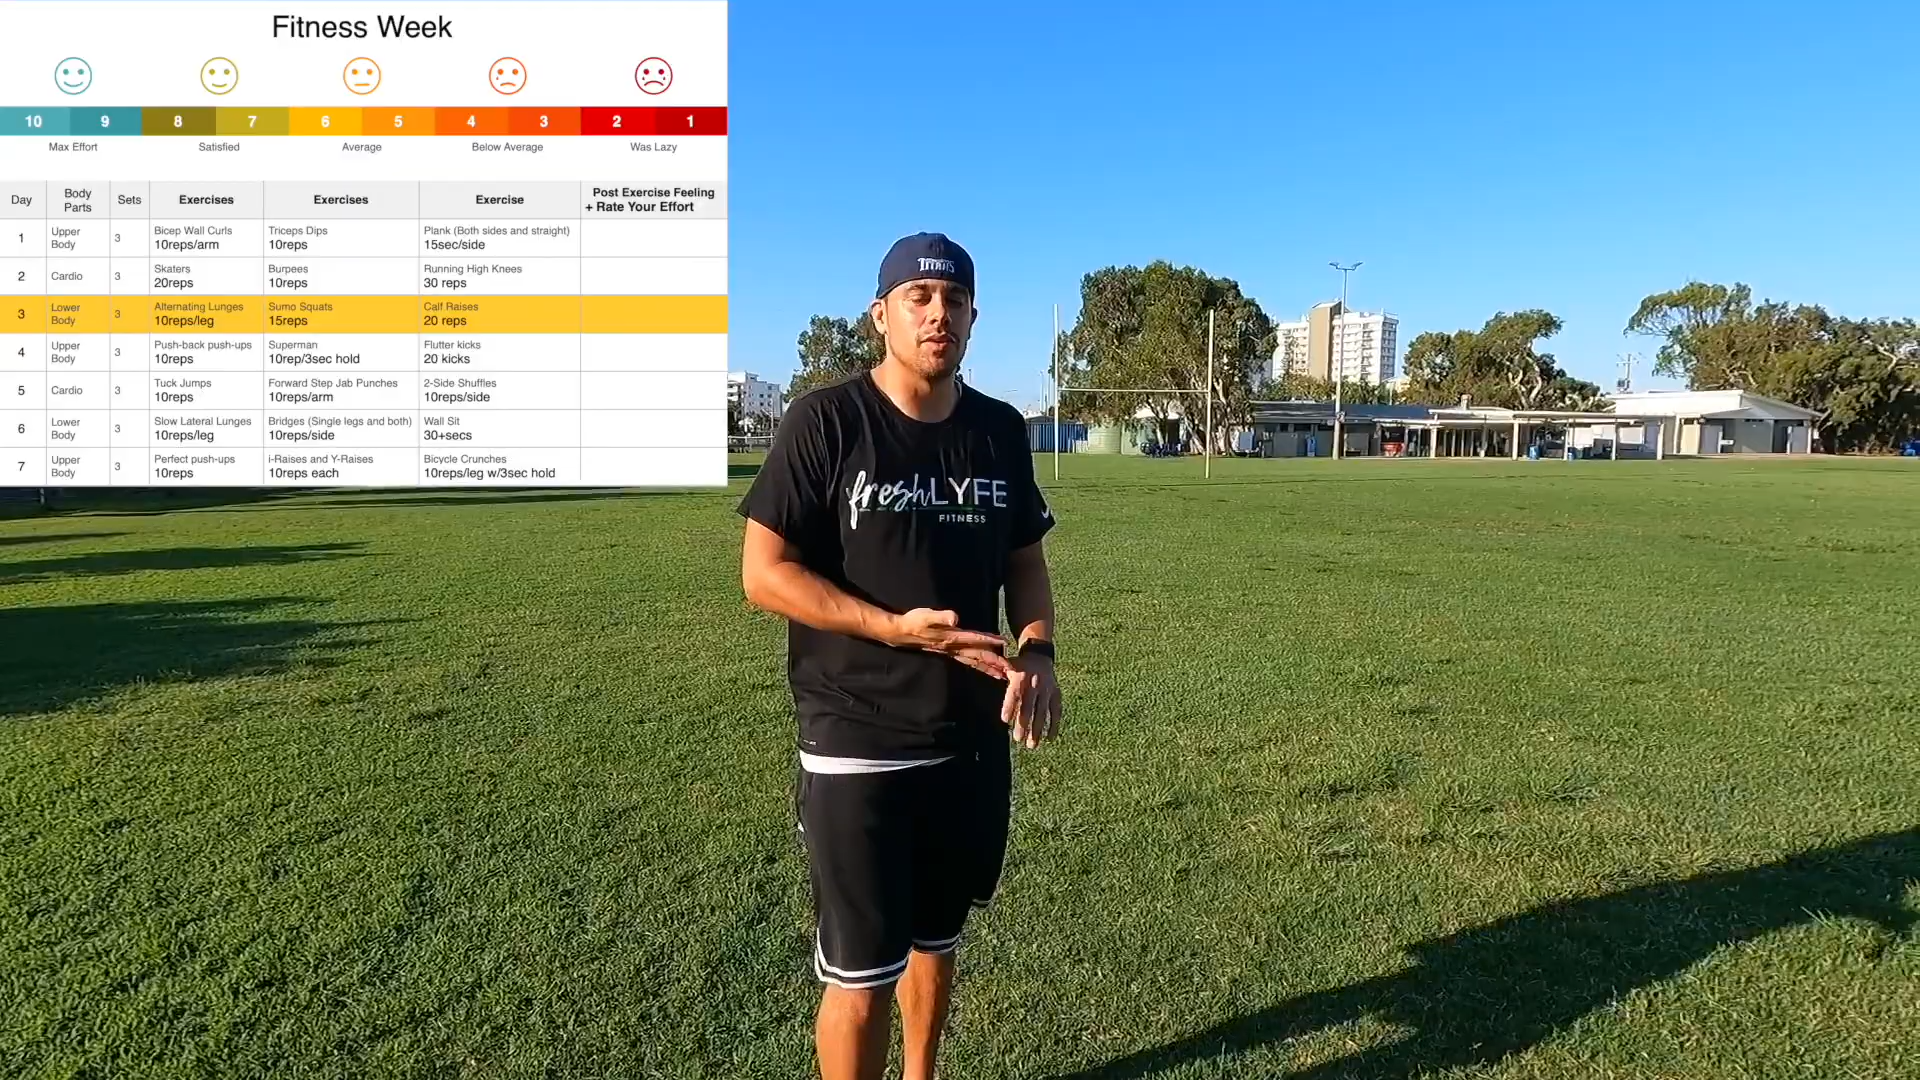 Fitness Week
10 9 8 7 6 5 4 3 2 1
Max Effort Satisfied Average Below Average Was Lazy
Day Body Parts Sets Exercises Exercises Exercise Post Exercise Feeling + Rate Your Effort
1 Upper Body 3 Bicep Wall Curls 10reps/arm Triceps Dips 10reps Plank (Both sides and straight) 15sec/side
2 Cardio 3 Skaters 20reps Burpees 10reps Running High Knees 30 reps
3 Lower Body 3 Alternating Lunges 10reps/leg Sumo Squats 15reps Calf Raises 20 reps
4 Upper Body 3 Push-back push-ups 10reps Superman 10rep/3sec hold Flutter kicks 20 kicks
5 Cardio 3 Tuck Jumps 10reps Forward Step Jab Punches 10reps/arm 2-Side Shuffles 10reps/side
6 Lower Body 3 Slow Lateral Lunges 10reps/leg Bridges (Single legs and both) 10reps/side Wall Sit 30+secs
7 Upper Body 3 Perfect push-ups 10reps i-Raises and Y-Raises 10reps each Bicycle Crunches 10reps/leg w/3sec hold
TITANS
freshLYFE
FITNESS